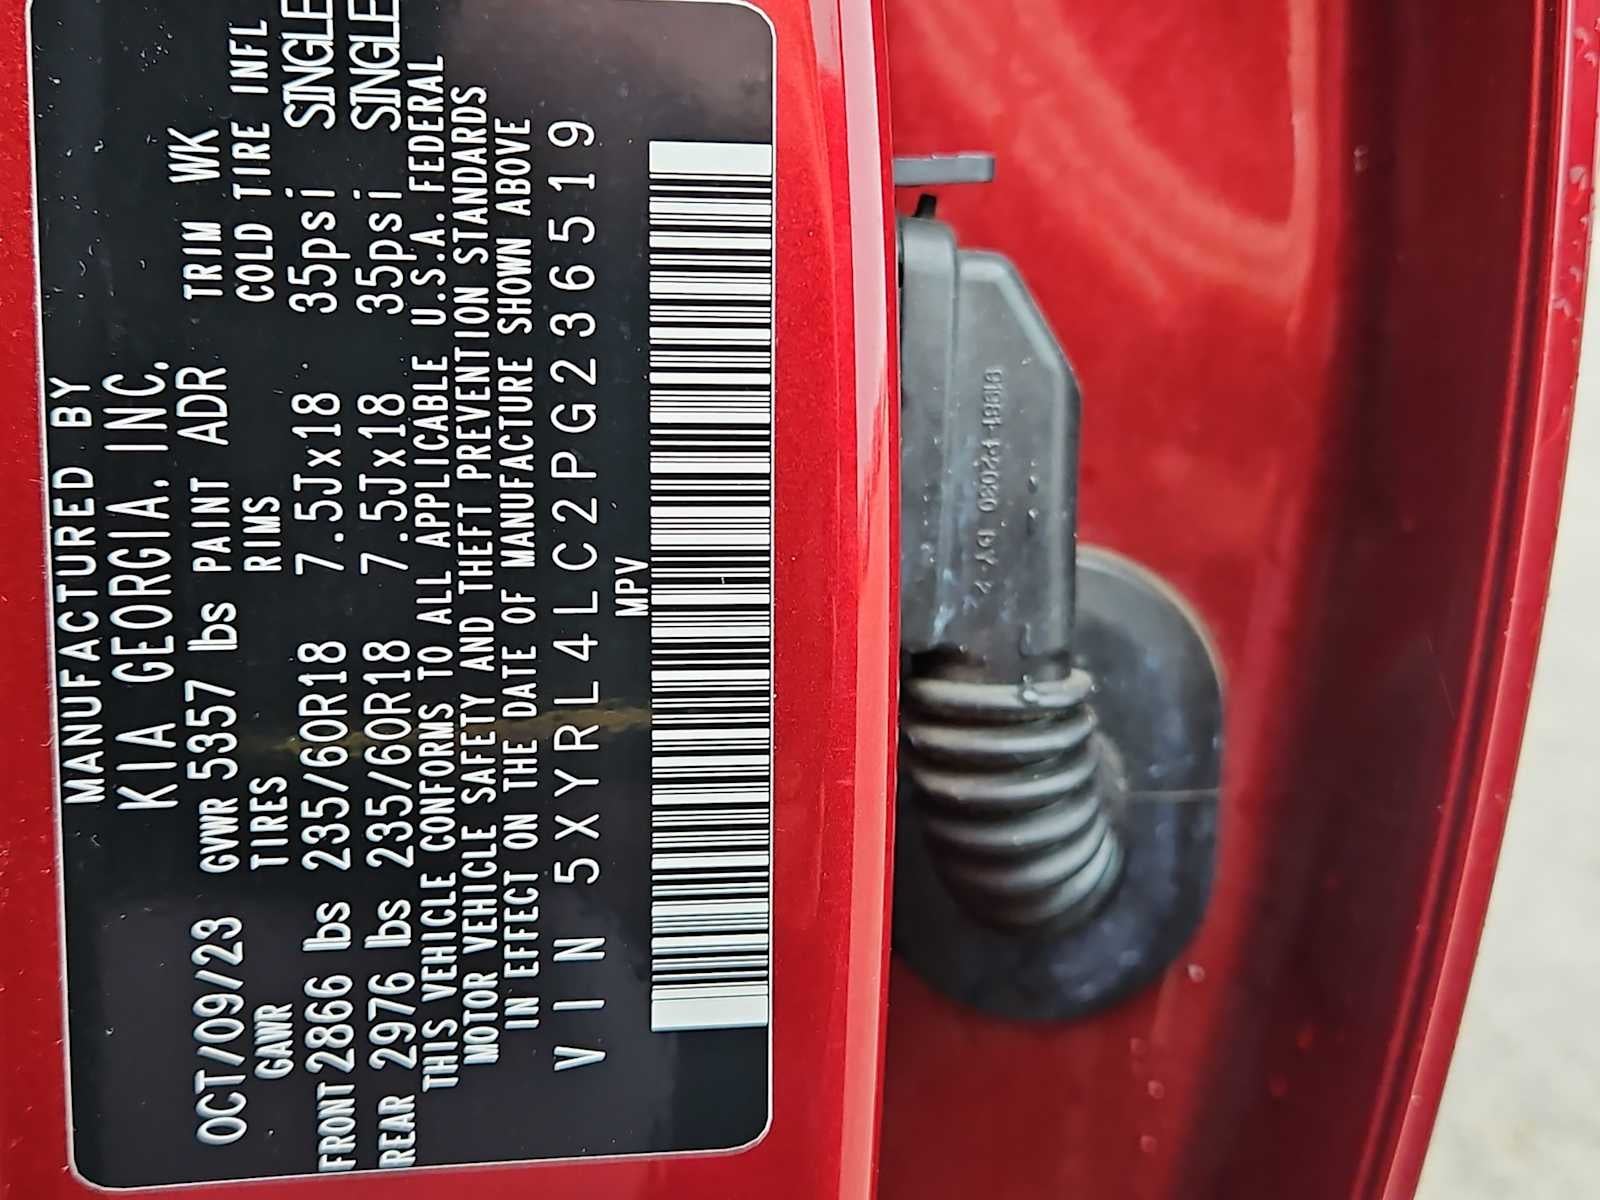 MANUFACTURED BY
KIA GEORGIA, INC.
OCT/09/23 GVWR 5357 lbs PAINT ADR TRIM WK
GAWR TIRES RIMS COLD TIRE INFL
FRONT 2866 lbs 235/60R18 7.5Jx18 35psi SINGLE
REAR 2976 lbs 235/60R18 7.5Jx18 35psi SINGLE
THIS VEHICLE CONFORMS TO ALL APPLICABLE U.S.A. FEDERAL
MOTOR VEHICLE SAFETY AND THEFT PREVENTION STANDARDS
IN EFFECT ON THE DATE OF MANUFACTURE SHOWN ABOVE
VIN 5XYRL4LC2PG236519
MPV